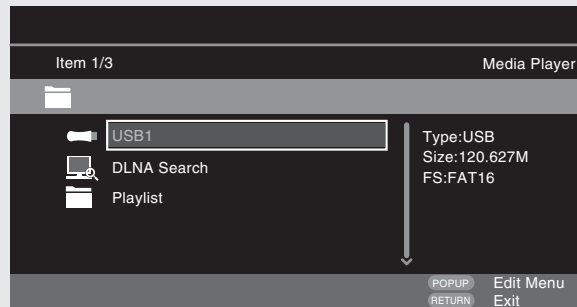 Item 1/3
Media Player
USB1
DLNA Search
Playlist
Type:USB
Size:120.627M
FS:FAT16
POPUP Edit Menu
RETURN Exit